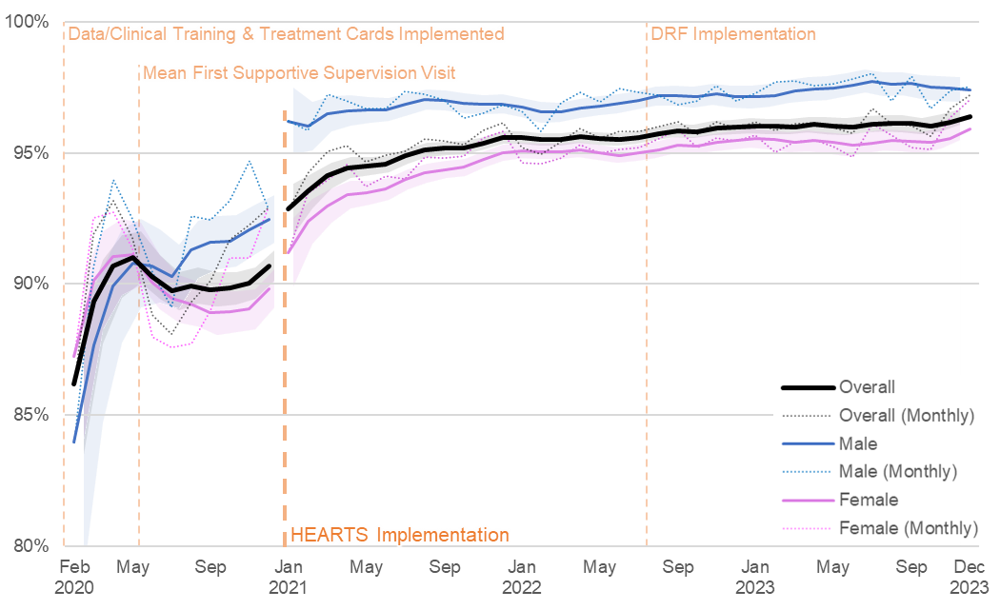 100%
Data/Clinical Training & Treatment Cards Implemented
DRF Implementation
Mean First Supportive Supervision Visit
95%
90%
85%
80%
Overall
Overall (Monthly)
Male
Male (Monthly)
Female
Female (Monthly)
HEARTS Implementation
Feb 2020
May
Sep
Jan 2021
May
Sep
Jan 2022
May
Sep
Jan 2023
May
Sep
Dec 2023